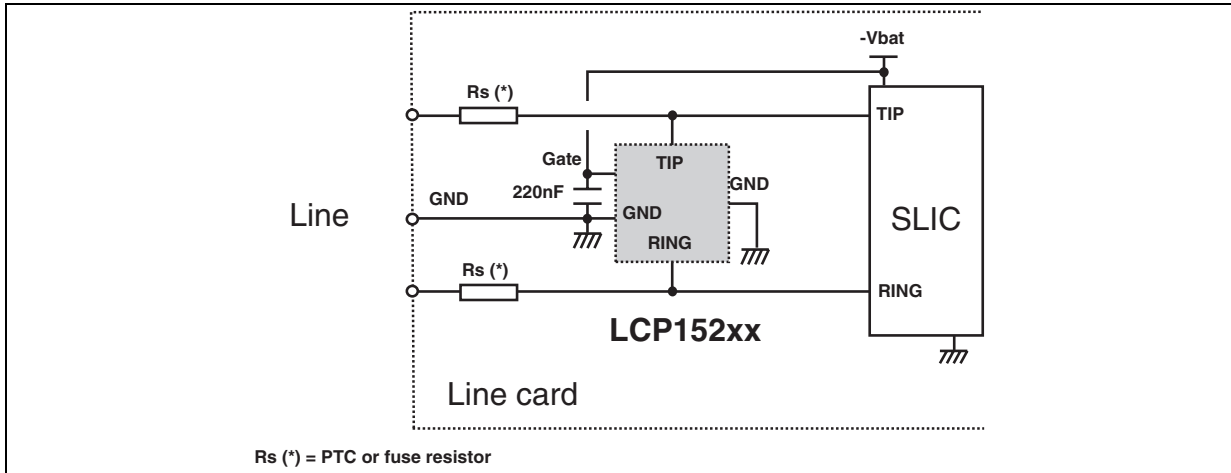 -Vbat
Rs (*)
TIP
Gate
TIP
220nF
GND
GND
GND
Line
SLIC
RING
Rs (*)
RING
LCP152xx
Line card
Rs (*) = PTC or fuse resistor